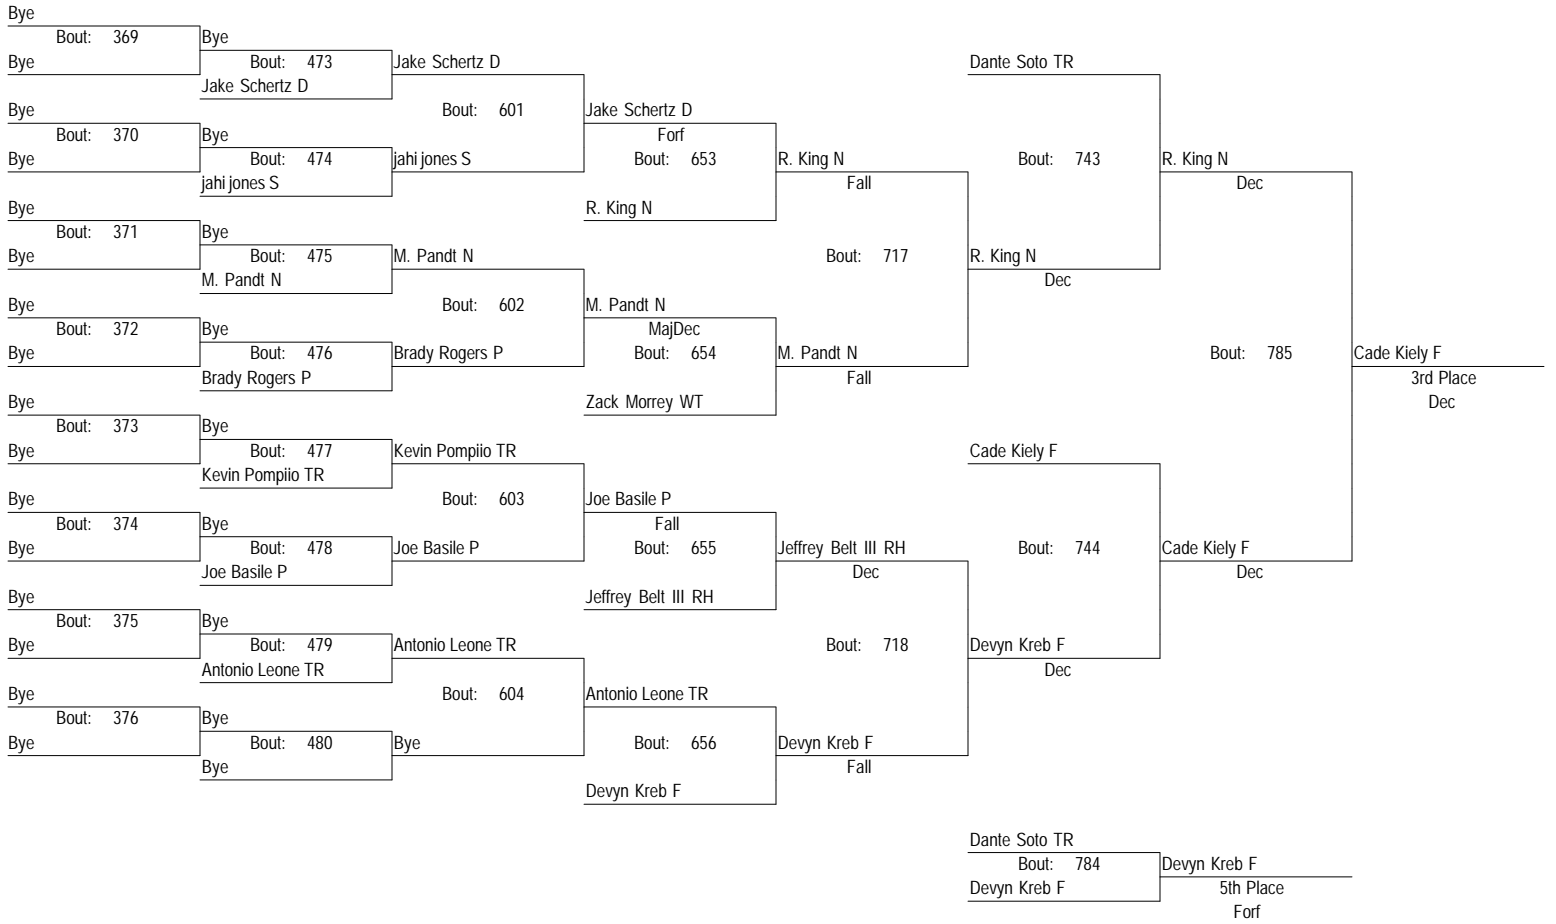 Bye
Bout: 369
Bye
Bye
Bout: 473
Jake Schertz D
Jake Schertz D
Bye
Bout: 370
Bye
Bye
Bout: 474
jahi jones S
jahi jones S
Bout: 601
Jake Schertz D
Forf
Bout: 653
R. King N
R. King N
Fall
Bye
Bout: 371
Bye
Bye
Bout: 475
M. Pandt N
M. Pandt N
Bye
Bout: 372
Bye
Bye
Bout: 476
Brady Rogers P
Brady Rogers P
Bout: 602
M. Pandt N
MajDec
Bout: 654
Zack Morrey WT
M. Pandt N
Fall
Bout: 717
R. King N
Dec
Dante Soto TR
Bout: 743
R. King N
Dec
Bye
Bout: 373
Bye
Bye
Bout: 477
Kevin Pompiio TR
Kevin Pompiio TR
Bye
Bout: 374
Bye
Bye
Bout: 478
Joe Basile P
Joe Basile P
Bout: 603
Joe Basile P
Fall
Bout: 655
Jeffrey Belt III RH
Jeffrey Belt III RH
Dec
Bye
Bout: 375
Bye
Bye
Bout: 479
Antonio Leone TR
Antonio Leone TR
Bye
Bout: 376
Bye
Bye
Bout: 480
Bye
Bye
Bout: 604
Antonio Leone TR
Bout: 656
Devyn Kreb F
Devyn Kreb F
Fall
Bout: 718
Devyn Kreb F
Dec
Cade Kiely F
Bout: 744
Cade Kiely F
Dec
Bout: 785
Cade Kiely F
3rd Place
Dec
Dante Soto TR
Bout: 784
Devyn Kreb F
Devyn Kreb F
5th Place
Forf